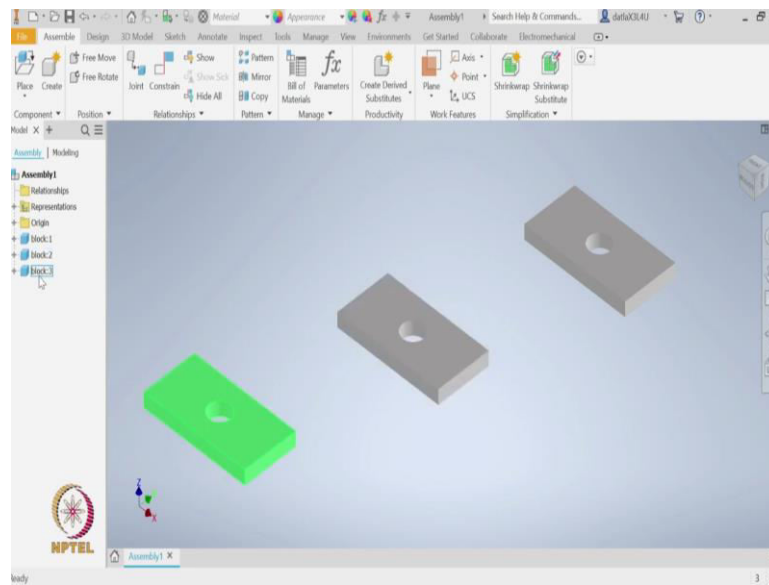 Material Appearance fx Assembly1 Search Help & Commands... datlaXJL4U
File Assemble Design 3D Model Sketch Annotate Inspect Tools Manage View Environments Get Started Collaborate Electromechanical
Free Move Show Pattern Axis
Free Rotate Show Sick Mirror Point
Place Create Joint Constrain Hide All Copy Bill of Materials Parameters Create Derived Substitutes Plane UCS Shrinkwrap Shrinkwrap Substitute
Component Position Relationships Pattern Manage Productivity Work Features Simplification
Model X +
Assembly | Modeling
Assembly1
Relationships
Representations
Origin
block:1
block:2
block:3
Z
X
NPTEL
Assembly1 X
Ready 3